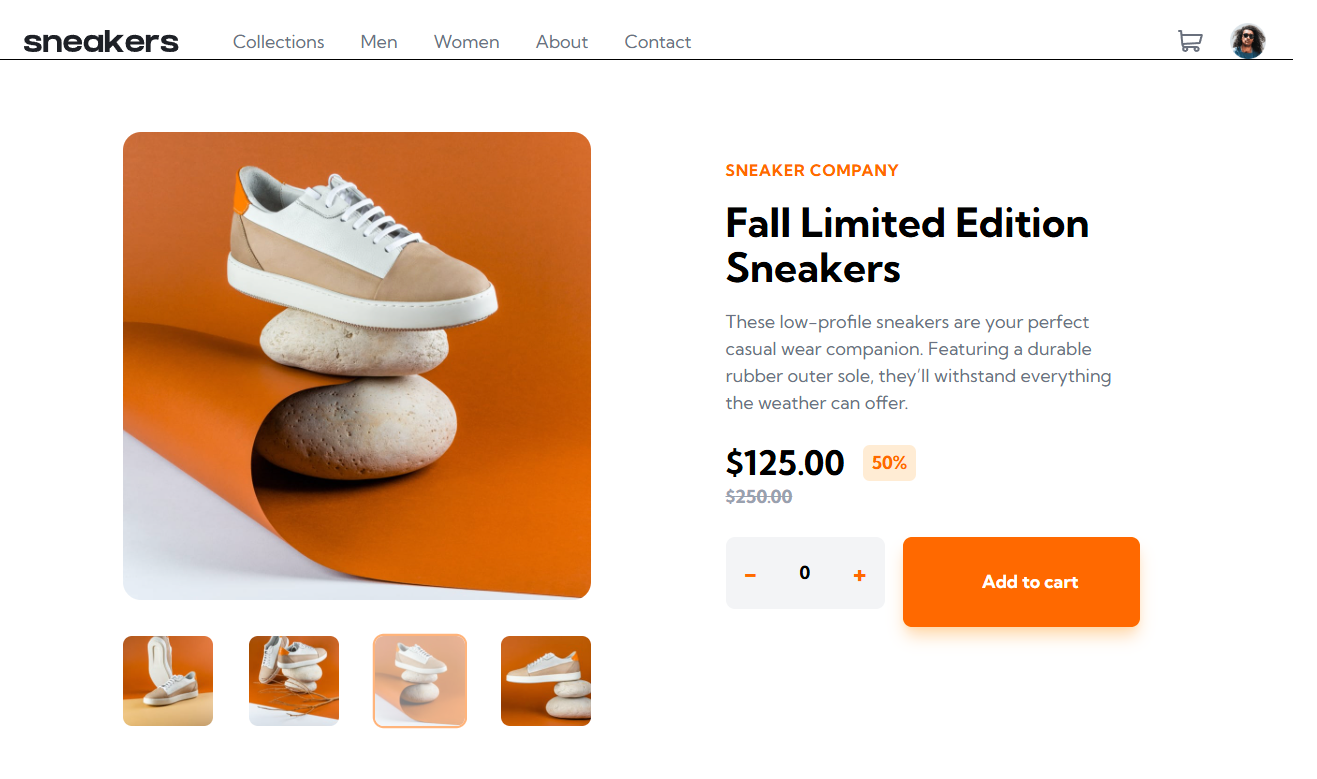 sneakers Collections Men Women About Contact
SNEAKER COMPANY
Fall Limited Edition
Sneakers
These low-profile sneakers are your perfect
casual wear companion. Featuring a durable
rubber outer sole, they’ll withstand everything
the weather can offer.
$125.00 50%
$250.00
− 0 + Add to cart